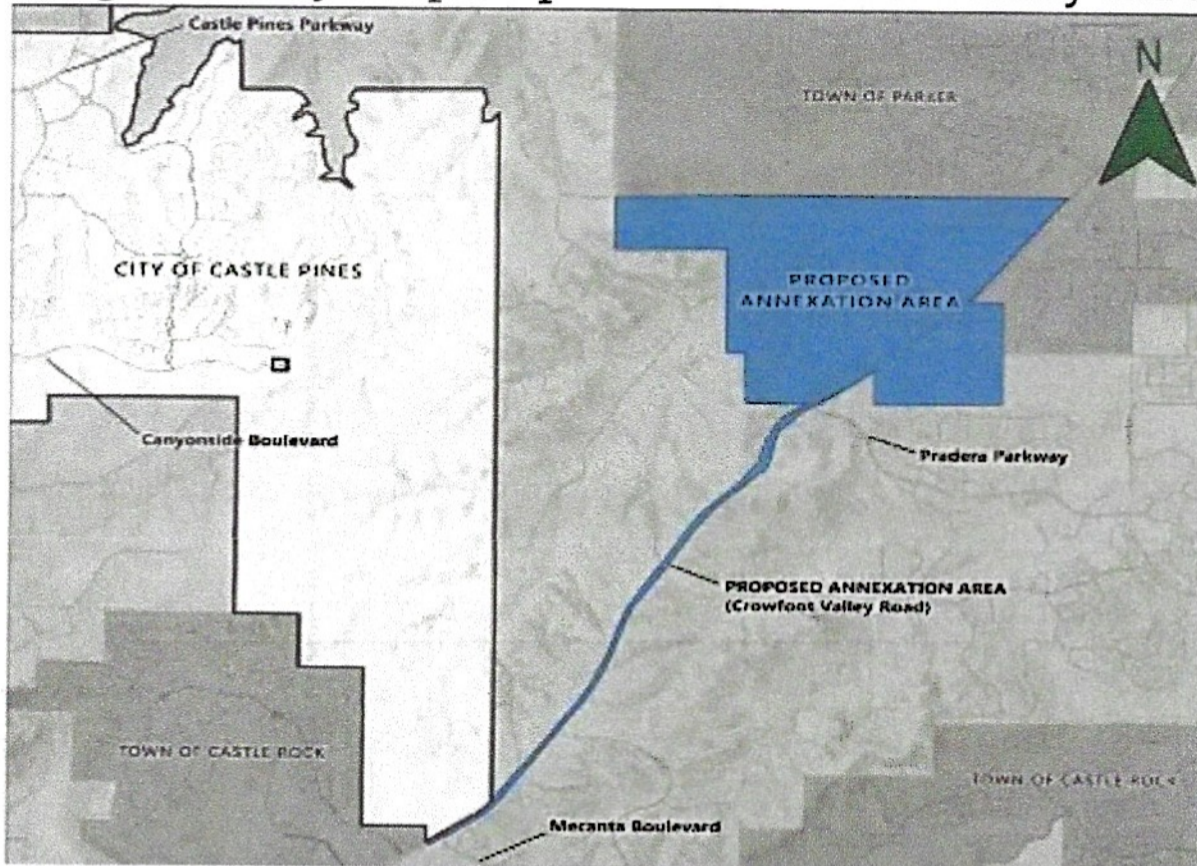 Castle Pines Parkway
N
TOWN OF PARKER
CITY OF CASTLE PINES
PROPOSED
ANNEXATION AREA
Canyonside Boulevard
Pradera Parkway
PROPOSED ANNEXATION AREA
(Crowfoot Valley Road)
TOWN OF CASTLE ROCK
TOWN OF CASTLE ROCK
Mecanta Boulevard